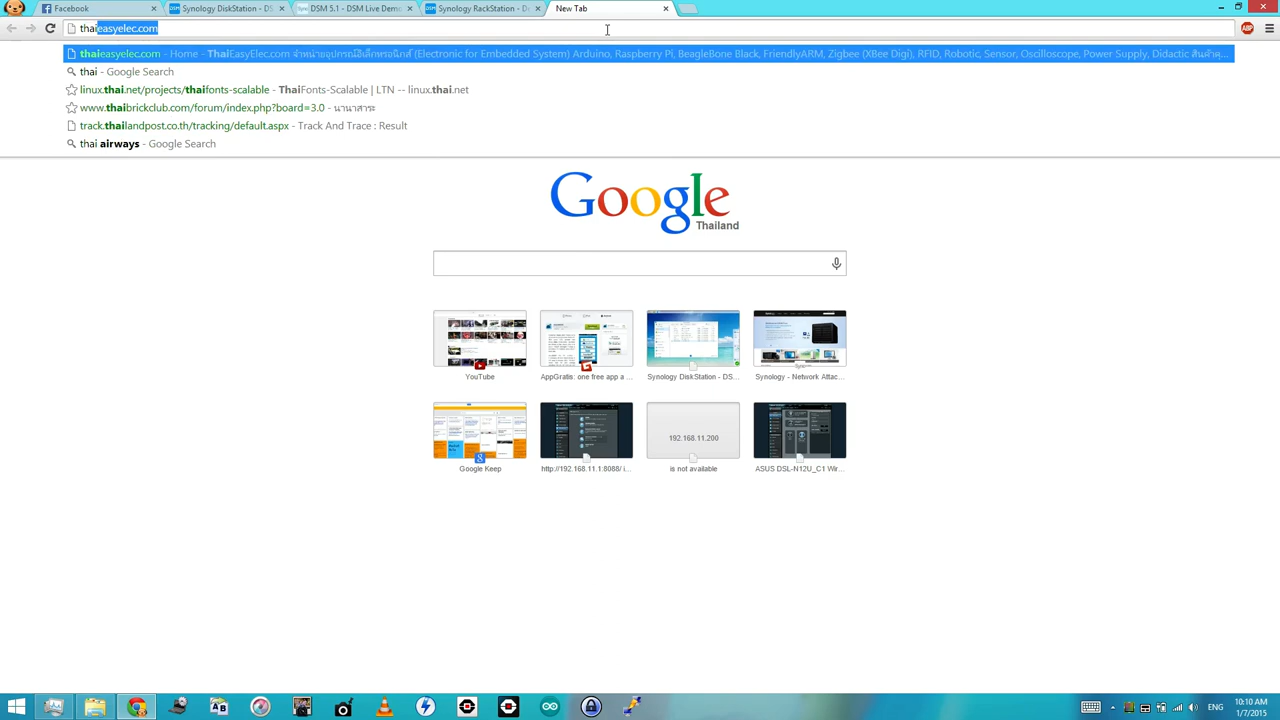 Facebook
Synology DiskStation - DS
DSM 5.1 - DSM Live Demo
Synology RackStation - De
New Tab
thaieasyelec.com
thaieasyelec.com - Home - ThaiEasyElec.com จำหน่ายอุปกรณ์อิเล็กทรอนิกส์ (Electronic for Embedded System) Arduino, Raspberry Pi, BeagleBone Black, FriendlyARM, Zigbee (XBee Digi), RFID, Robotic, Sensor, Oscilloscope, Power Supply, Didactic สินค้าคุ...
thai - Google Search
linux.thai.net/projects/thaifonts-scalable - ThaiFonts-Scalable | LTN -- linux.thai.net
www.thaibrickclub.com/forum/index.php?board=3.0 - นานาสาระ
track.thailandpost.co.th/tracking/default.aspx - Track And Trace : Result
thai airways - Google Search
ABP
Google
Thailand
YouTube
AppGratis: one free app a ...
Synology DiskStation - DS...
Synology - Network Attac...
192.168.11.200
Google Keep
http://192.168.11.1:8088/ i...
is not available
ASUS DSL-N12U_C1 Wir...
10:10 AM
1/7/2015